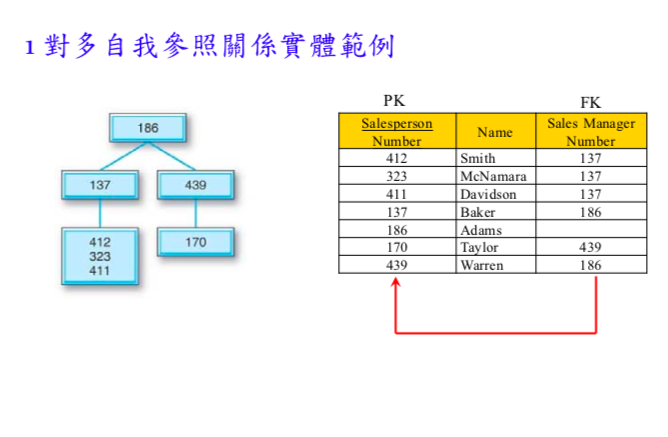 1 對多自我參照關係實體範例
186
137 439
412
323
411
170
PK FK
Salesperson Number Name Sales Manager Number
412 Smith 137
323 McNamara 137
411 Davidson 137
137 Baker 186
186 Adams
170 Taylor 439
439 Warren 186